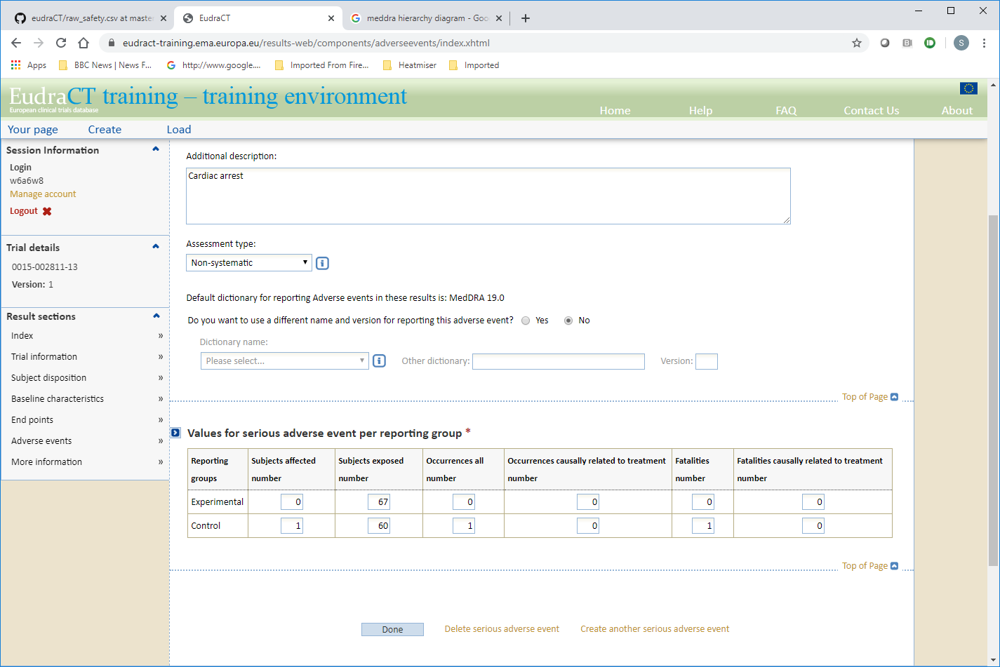 eudraCT/raw_safety.csv at master
EudraCT
meddra hierarchy diagram - Goo
eudract-training.ema.europa.eu/results-web/components/adverseevents/index.xhtml
S
Apps
BBC News | News F...
http://www.google....
Imported From Fire...
Heatmiser
Imported
EudraCT training – training environment
European clinical trials database
Home
Help
FAQ
Contact Us
About
Your page
Create
Load
Session Information
Login
w6a6w8
Manage account
Logout
Trial details
0015-002811-13
Version: 1
Result sections
Index »
Trial information »
Subject disposition »
Baseline characteristics »
End points »
Adverse events »
More information »
Additional description:
Cardiac arrest
Assessment type:
Non-systematic
Default dictionary for reporting Adverse events in these results is: MedDRA 19.0
Do you want to use a different name and version for reporting this adverse event? Yes No
Dictionary name:
Please select... Other dictionary: Version:
Top of Page
Values for serious adverse event per reporting group *
Reporting groups
Subjects affected number
Subjects exposed number
Occurrences all number
Occurrences causally related to treatment number
Fatalities number
Fatalities causally related to treatment number
Experimental 0 67 0 0 0 0
Control 1 60 1 0 1 0
Top of Page
Done
Delete serious adverse event
Create another serious adverse event